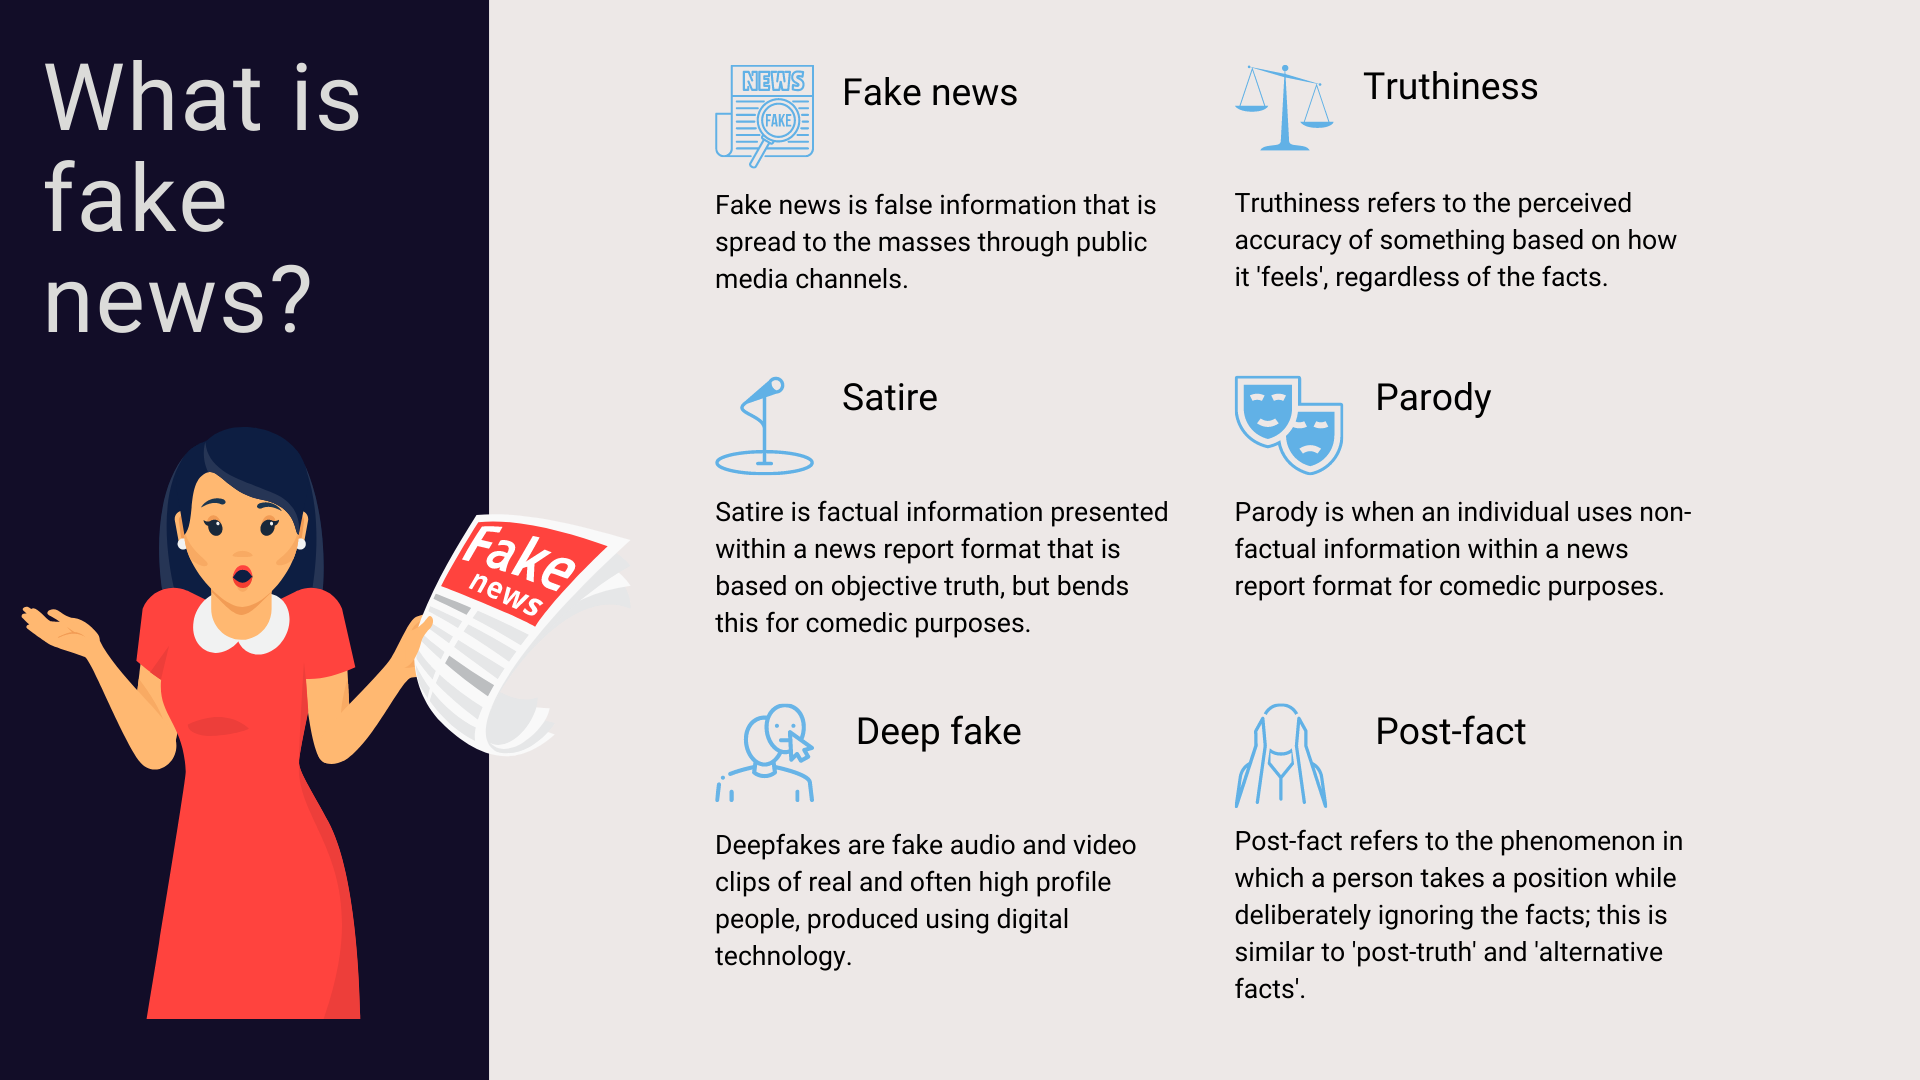 What is
fake
news?
Fake
news
NEWS
FAKE
Fake news
Fake news is false information that is
spread to the masses through public
media channels.
Truthiness
Truthiness refers to the perceived
accuracy of something based on how
it 'feels', regardless of the facts.
Satire
Satire is factual information presented
within a news report format that is
based on objective truth, but bends
this for comedic purposes.
Parody
Parody is when an individual uses non-
factual information within a news
report format for comedic purposes.
Deep fake
Deepfakes are fake audio and video
clips of real and often high profile
people, produced using digital
technology.
Post-fact
Post-fact refers to the phenomenon in
which a person takes a position while
deliberately ignoring the facts; this is
similar to 'post-truth' and 'alternative
facts'.